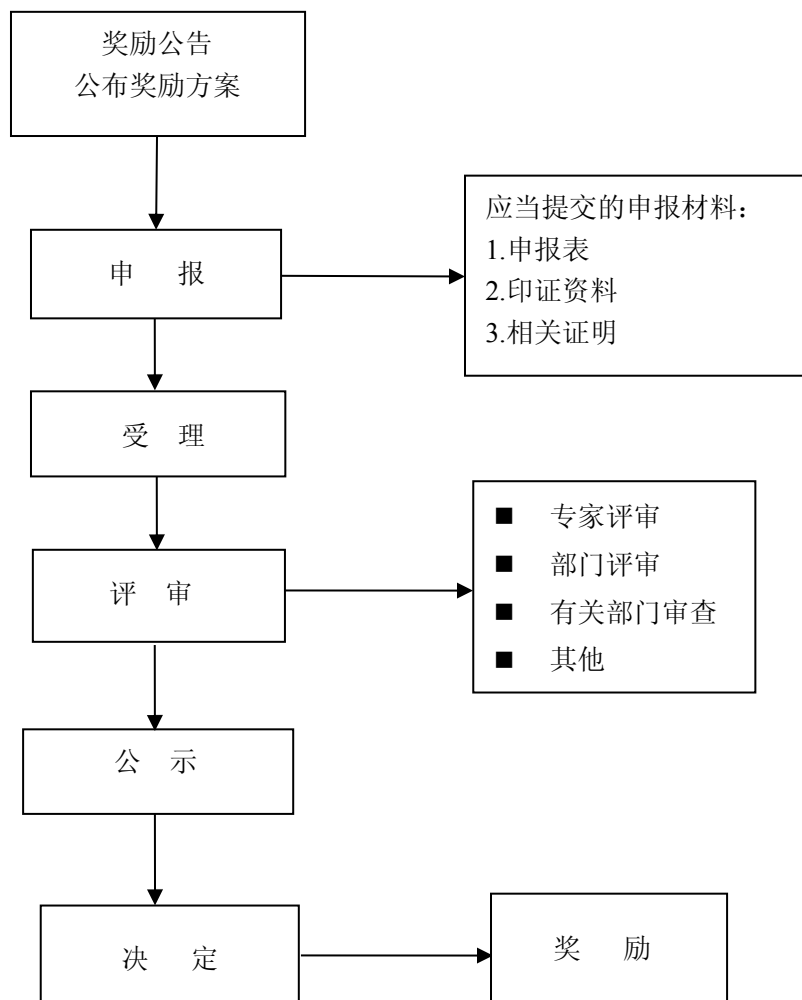 奖励公告
公布奖励方案
应当提交的申报材料：
1.申报表
2.印证资料
3.相关证明
申 报
受 理
■ 专家评审
■ 部门评审
■ 有关部门审查
■ 其他
评 审
公 示
决 定
奖 励